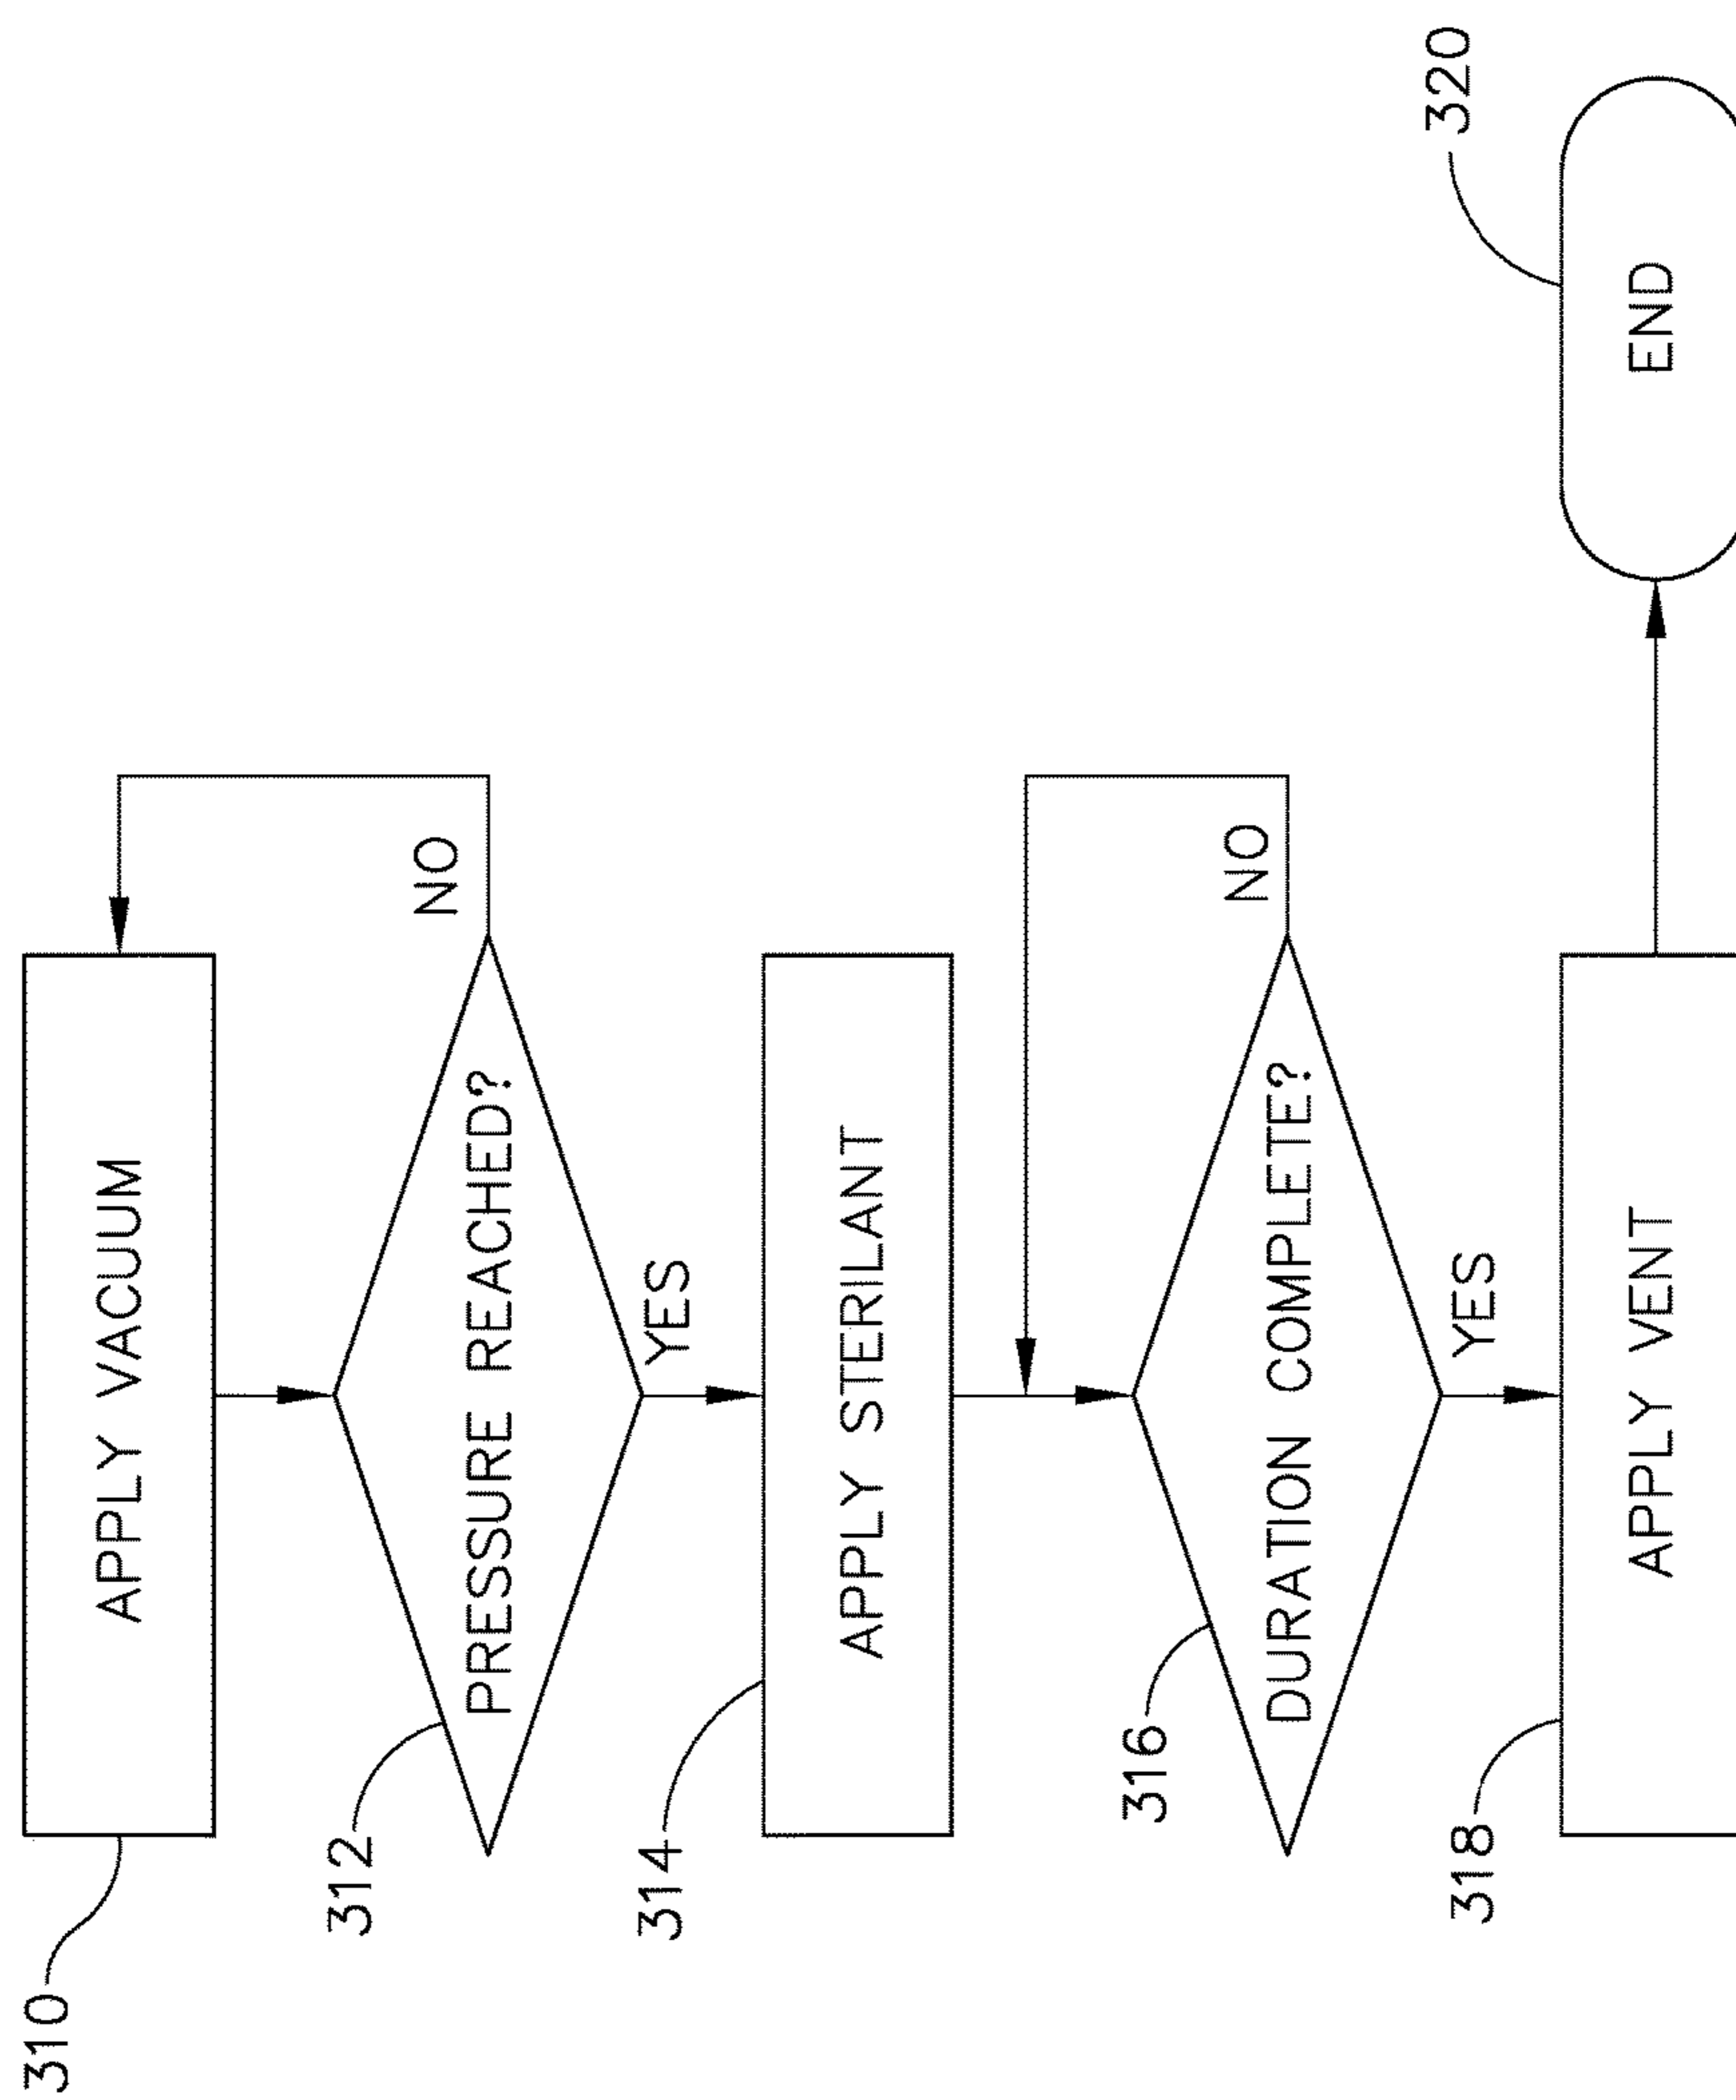 310
APPLY VACUUM
312
PRESSURE REACHED?
NO
YES
314
APPLY STERILANT
316
DURATION COMPLETE?
NO
YES
318
APPLY VENT
320
END